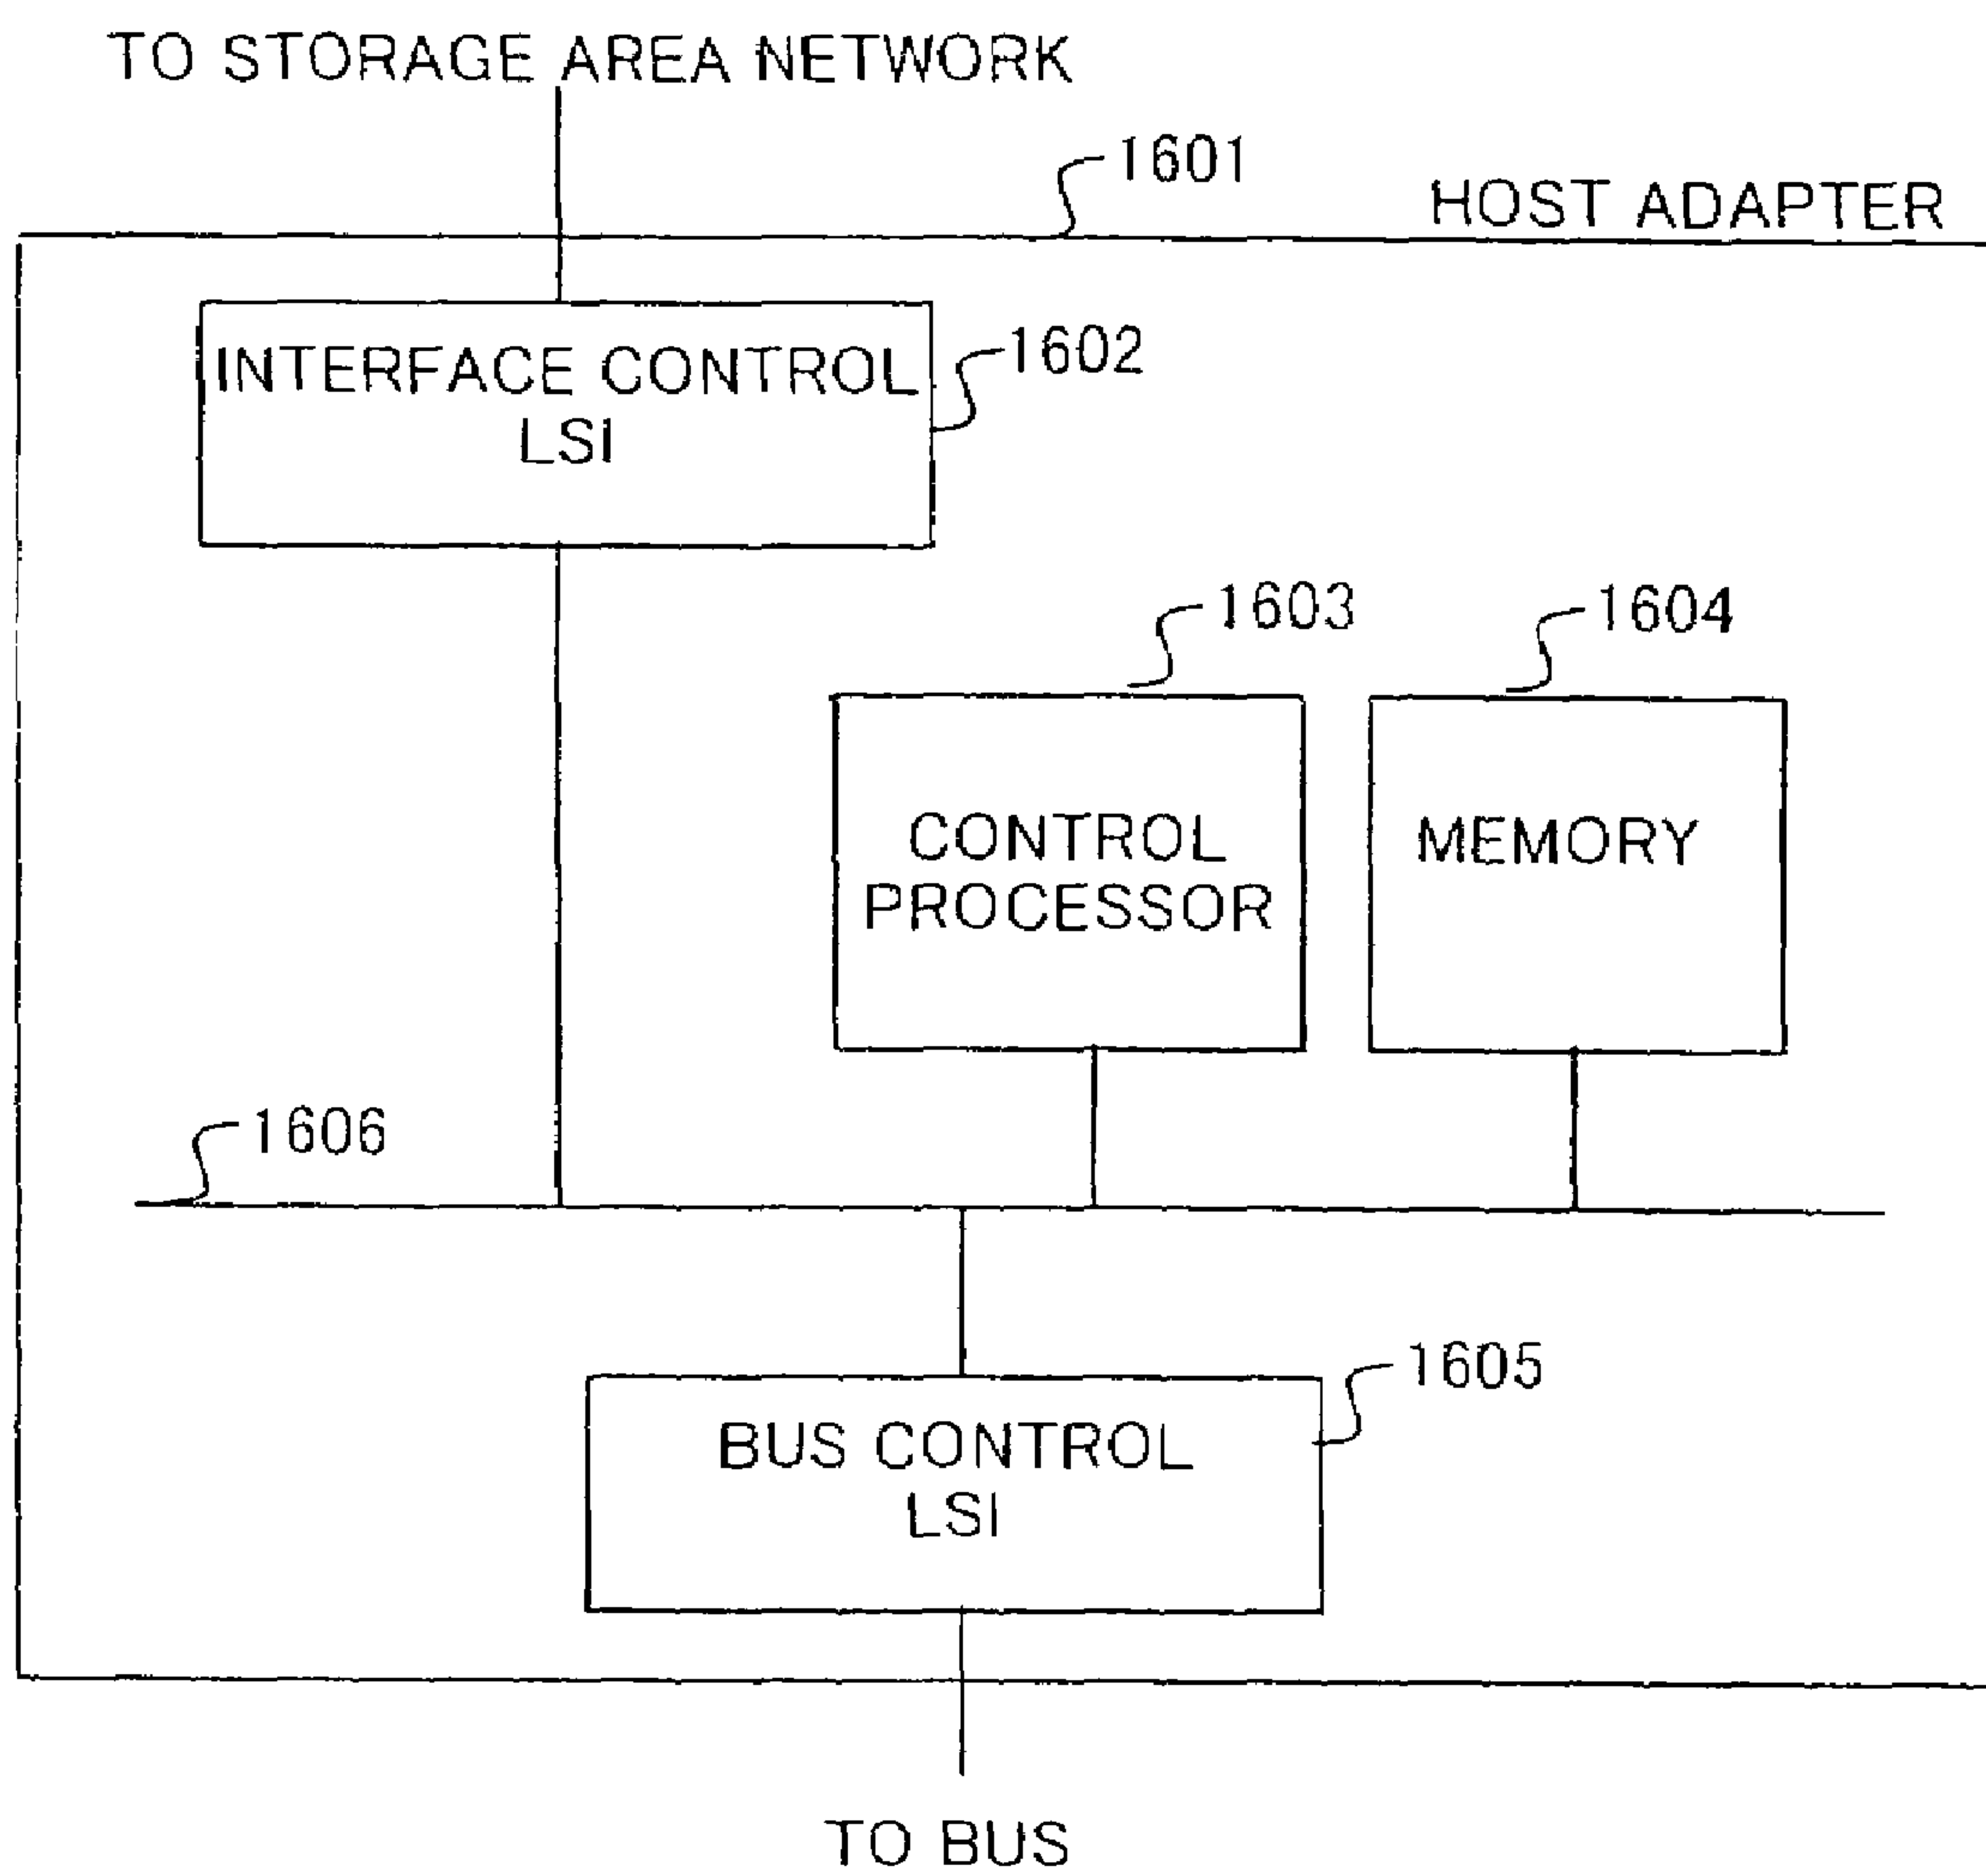 TO STORAGE AREA NETWORK
1601
HOST ADAPTER
INTERFACE CONTROL
LSI
1602
1603
1604
CONTROL
PROCESSOR
MEMORY
1606
1605
BUS CONTROL
LSI
TO BUS